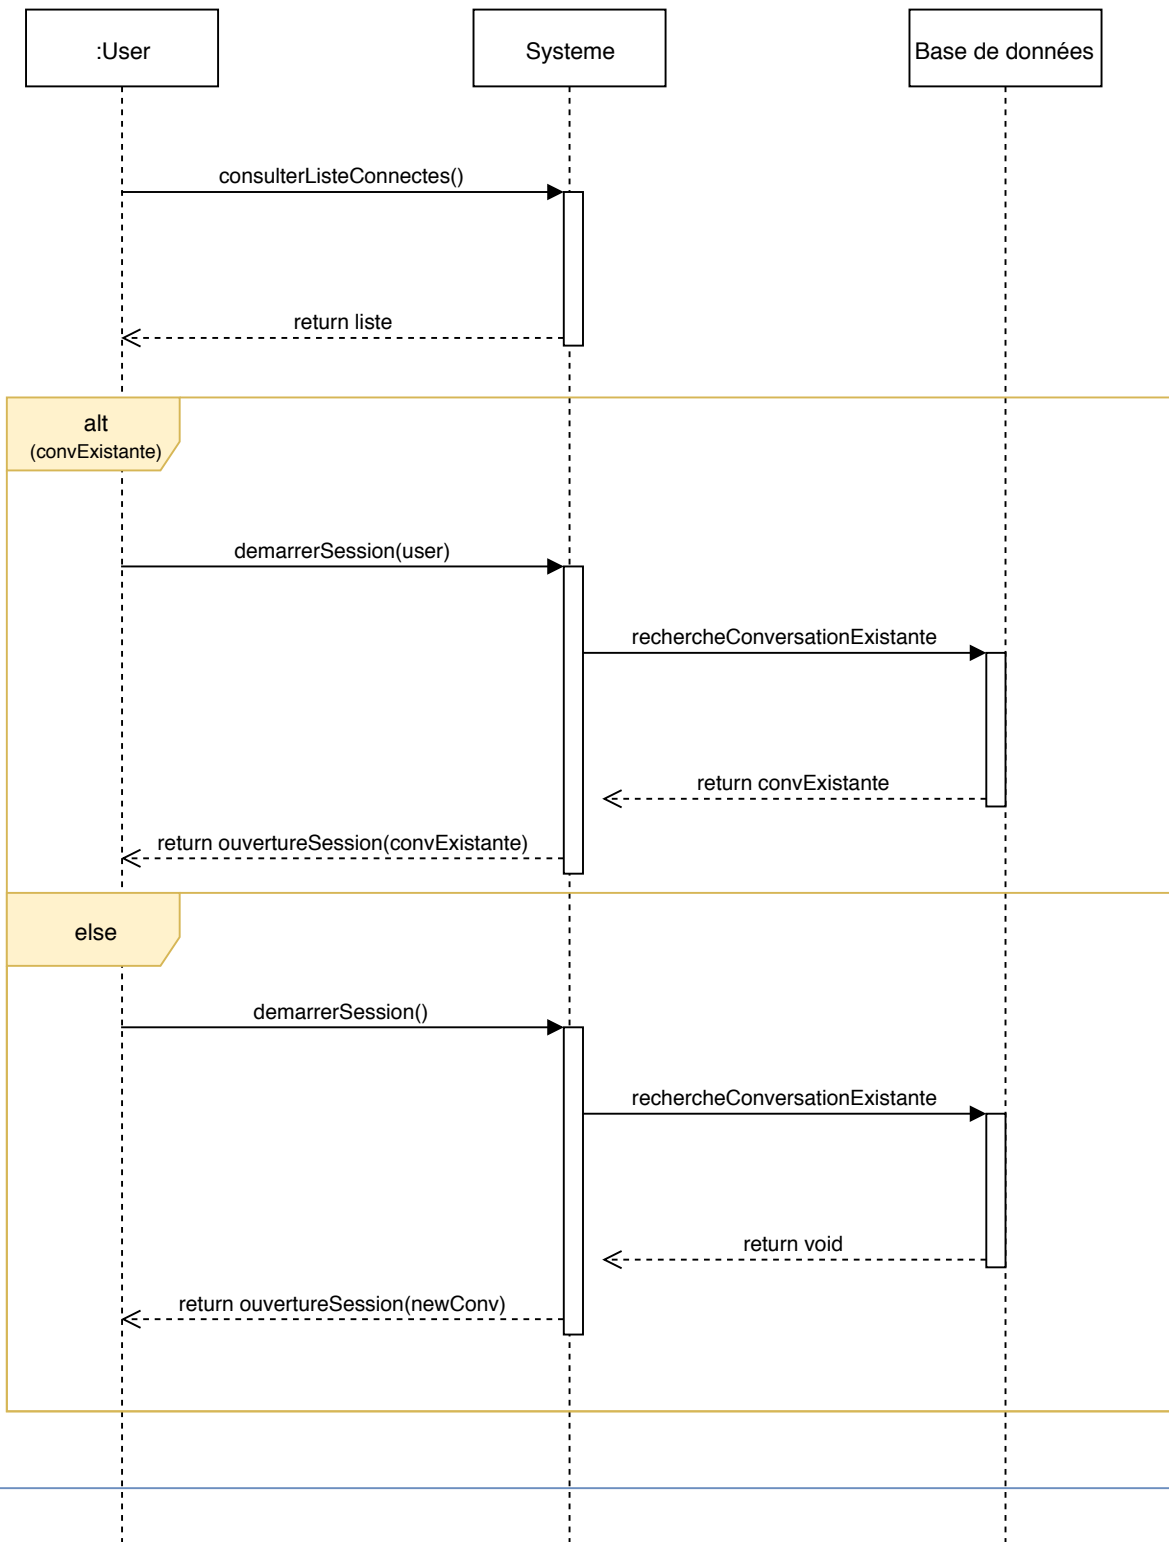 :User
Systeme
Base de données
consulterListeConnectes()
return liste
alt
(convExistante)
demarrerSession(user)
rechercheConversationExistante
return convExistante
return ouvertureSession(convExistante)
else
demarrerSession()
rechercheConversationExistante
return void
return ouvertureSession(newConv)